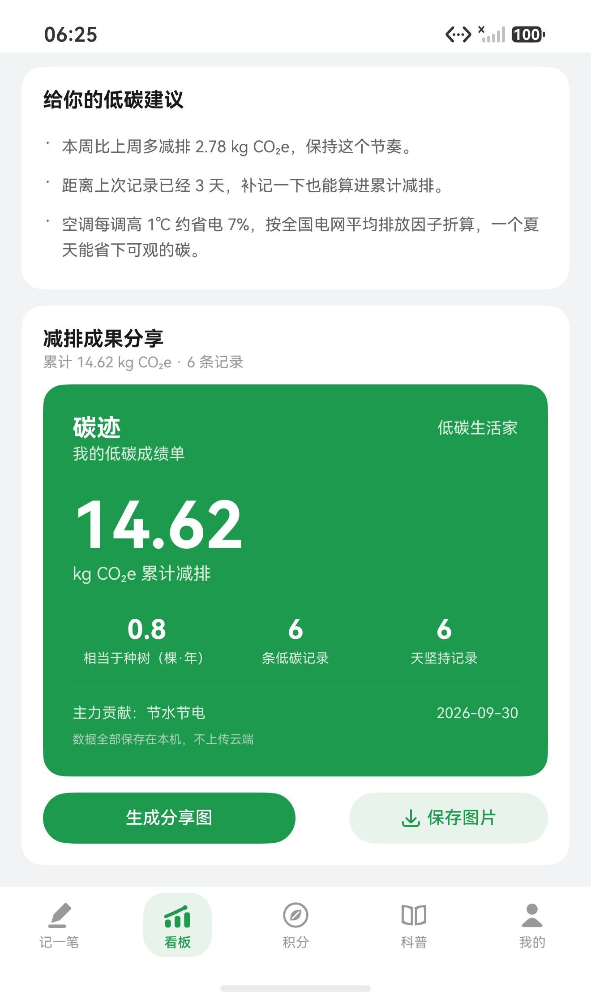 06:25
100
给你的低碳建议
· 本周比上周多减排 2.78 kg CO₂e，保持这个节奏。
· 距离上次记录已经 3 天，补记一下也能算进累计减排。
· 空调每调高 1℃ 约省电 7%，按全国电网平均排放因子折算，一个夏
天能省下可观的碳。
减排成果分享
累计 14.62 kg CO₂e · 6 条记录
碳迹
低碳生活家
我的低碳成绩单
14.62
kg CO₂e 累计减排
0.8 6 6
相当于种树（棵·年） 条低碳记录 天坚持记录
主力贡献：节水节电 2026-09-30
数据全部保存在本机，不上传云端
生成分享图 保存图片
记一笔 看板 积分 科普 我的